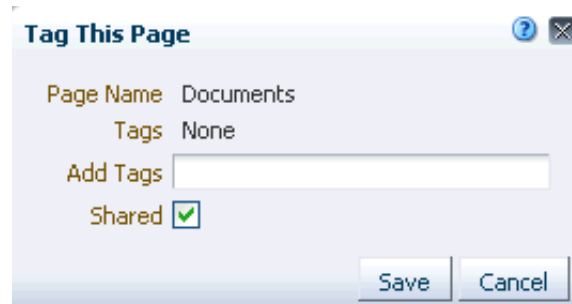 Tag This Page
Page Name Documents
Tags None
Add Tags
Shared
Save Cancel